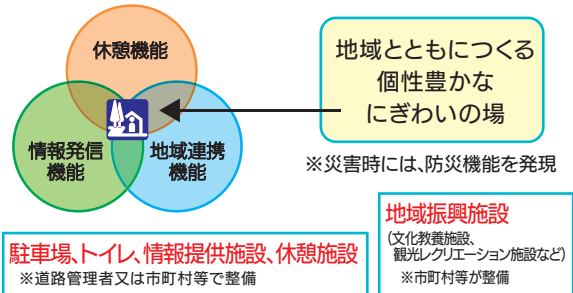 休憩機能
情報発信
機能
地域連携
機能
地域とともにつくる
個性豊かな
にぎわいの場
※災害時には、防災機能を発現
駐車場、トイレ、情報提供施設、休憩施設
※道路管理者又は市町村等で整備
地域振興施設
(文化教養施設、
観光レクリエーション施設など)
※市町村等が整備